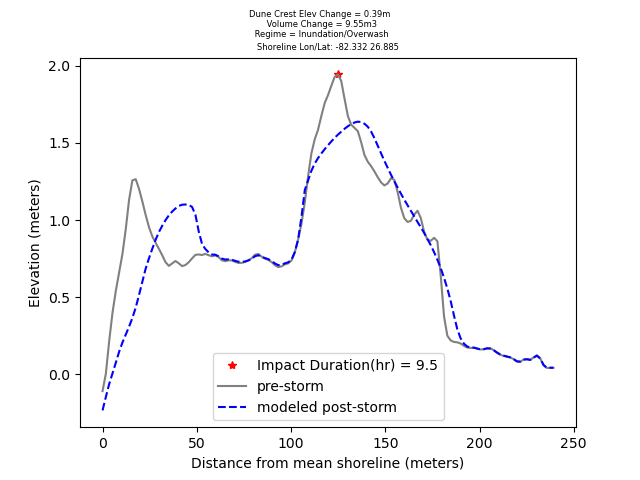 Dune Crest Elev Change = 0.39m
Volume Change = 9.55m3
Regime = Inundation/Overwash
Shoreline Lon/Lat: -82.332 26.885
2.0
1.5
1.0
0.5
0.0
Elevation (meters)
Impact Duration(hr) = 9.5
pre-storm
modeled post-storm
0 50 100 150 200 250
Distance from mean shoreline (meters)